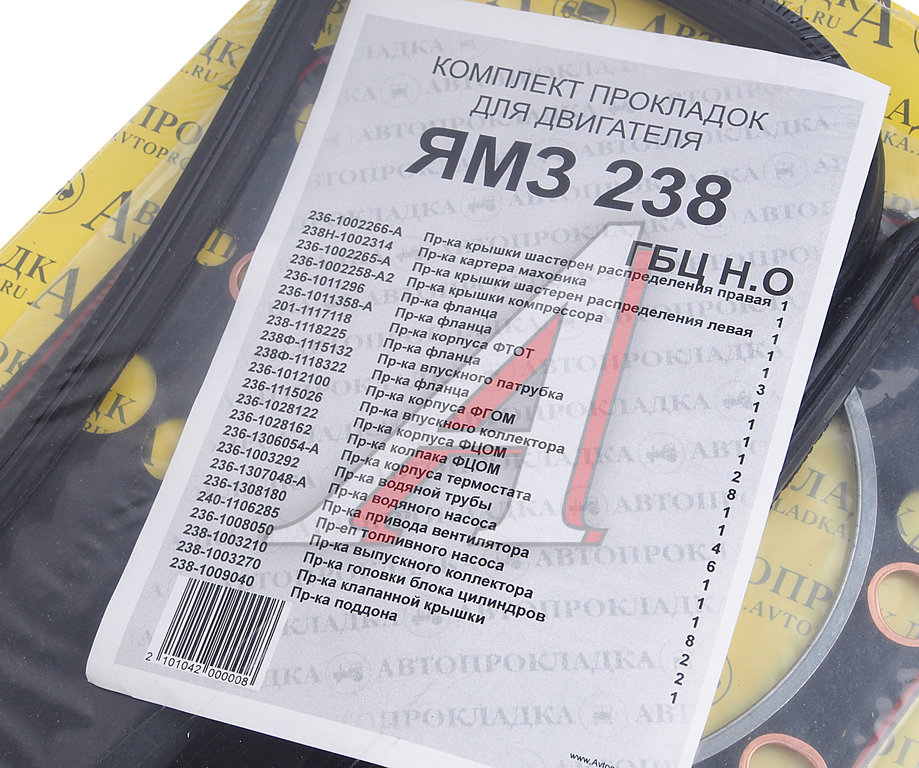 КОМПЛЕКТ ПРОКЛАДОК
ДЛЯ ДВИГАТЕЛЯ
ЯМЗ 238
ГБЦ Н.О
236-1002266-А Пр-ка крышки шастерен распределения правая 1
238Н-1002314 Пр-ка картера маховика 1
236-1002265-А Пр-ка крышки шастерен распределения левая 1
236-1002258-А2 Пр-ка крышки компрессора 1
236-1011296 Пр-ка фланца 1
236-1011358-А Пр-ка фланца 3
201-1117118 Пр-ка корпуса ФТОТ 1
238-1118225 Пр-ка фланца 1
238Ф-1115132 Пр-ка впускного патрубка 1
238Ф-1118322 Пр-ка фланца 1
236-1012100 Пр-ка корпуса ФГОМ 2
236-1115026 Пр-ка впускного коллектора 8
236-1028122 Пр-ка корпуса ФЦОМ 1
236-1028162 Пр-ка колпака ФЦОМ 1
236-1306054-А Пр-ка корпуса термостата 4
236-1003292 Пр-ка водяной трубы 6
236-1307048-А Пр-ка водяного насоса 1
236-1308180 Пр-ка привода вентилятора 1
240-1106285 Пр-еп топливного насоса 1
236-1008050 Пр-ка выпускного коллектора 8
238-1003210 Пр-ка головки блока цилиндров 2
238-1003270 Пр-ка клапанной крышки 2
238-1009040 Пр-ка поддона 1
2 101042 000008
АВТОПРОКЛАДКА